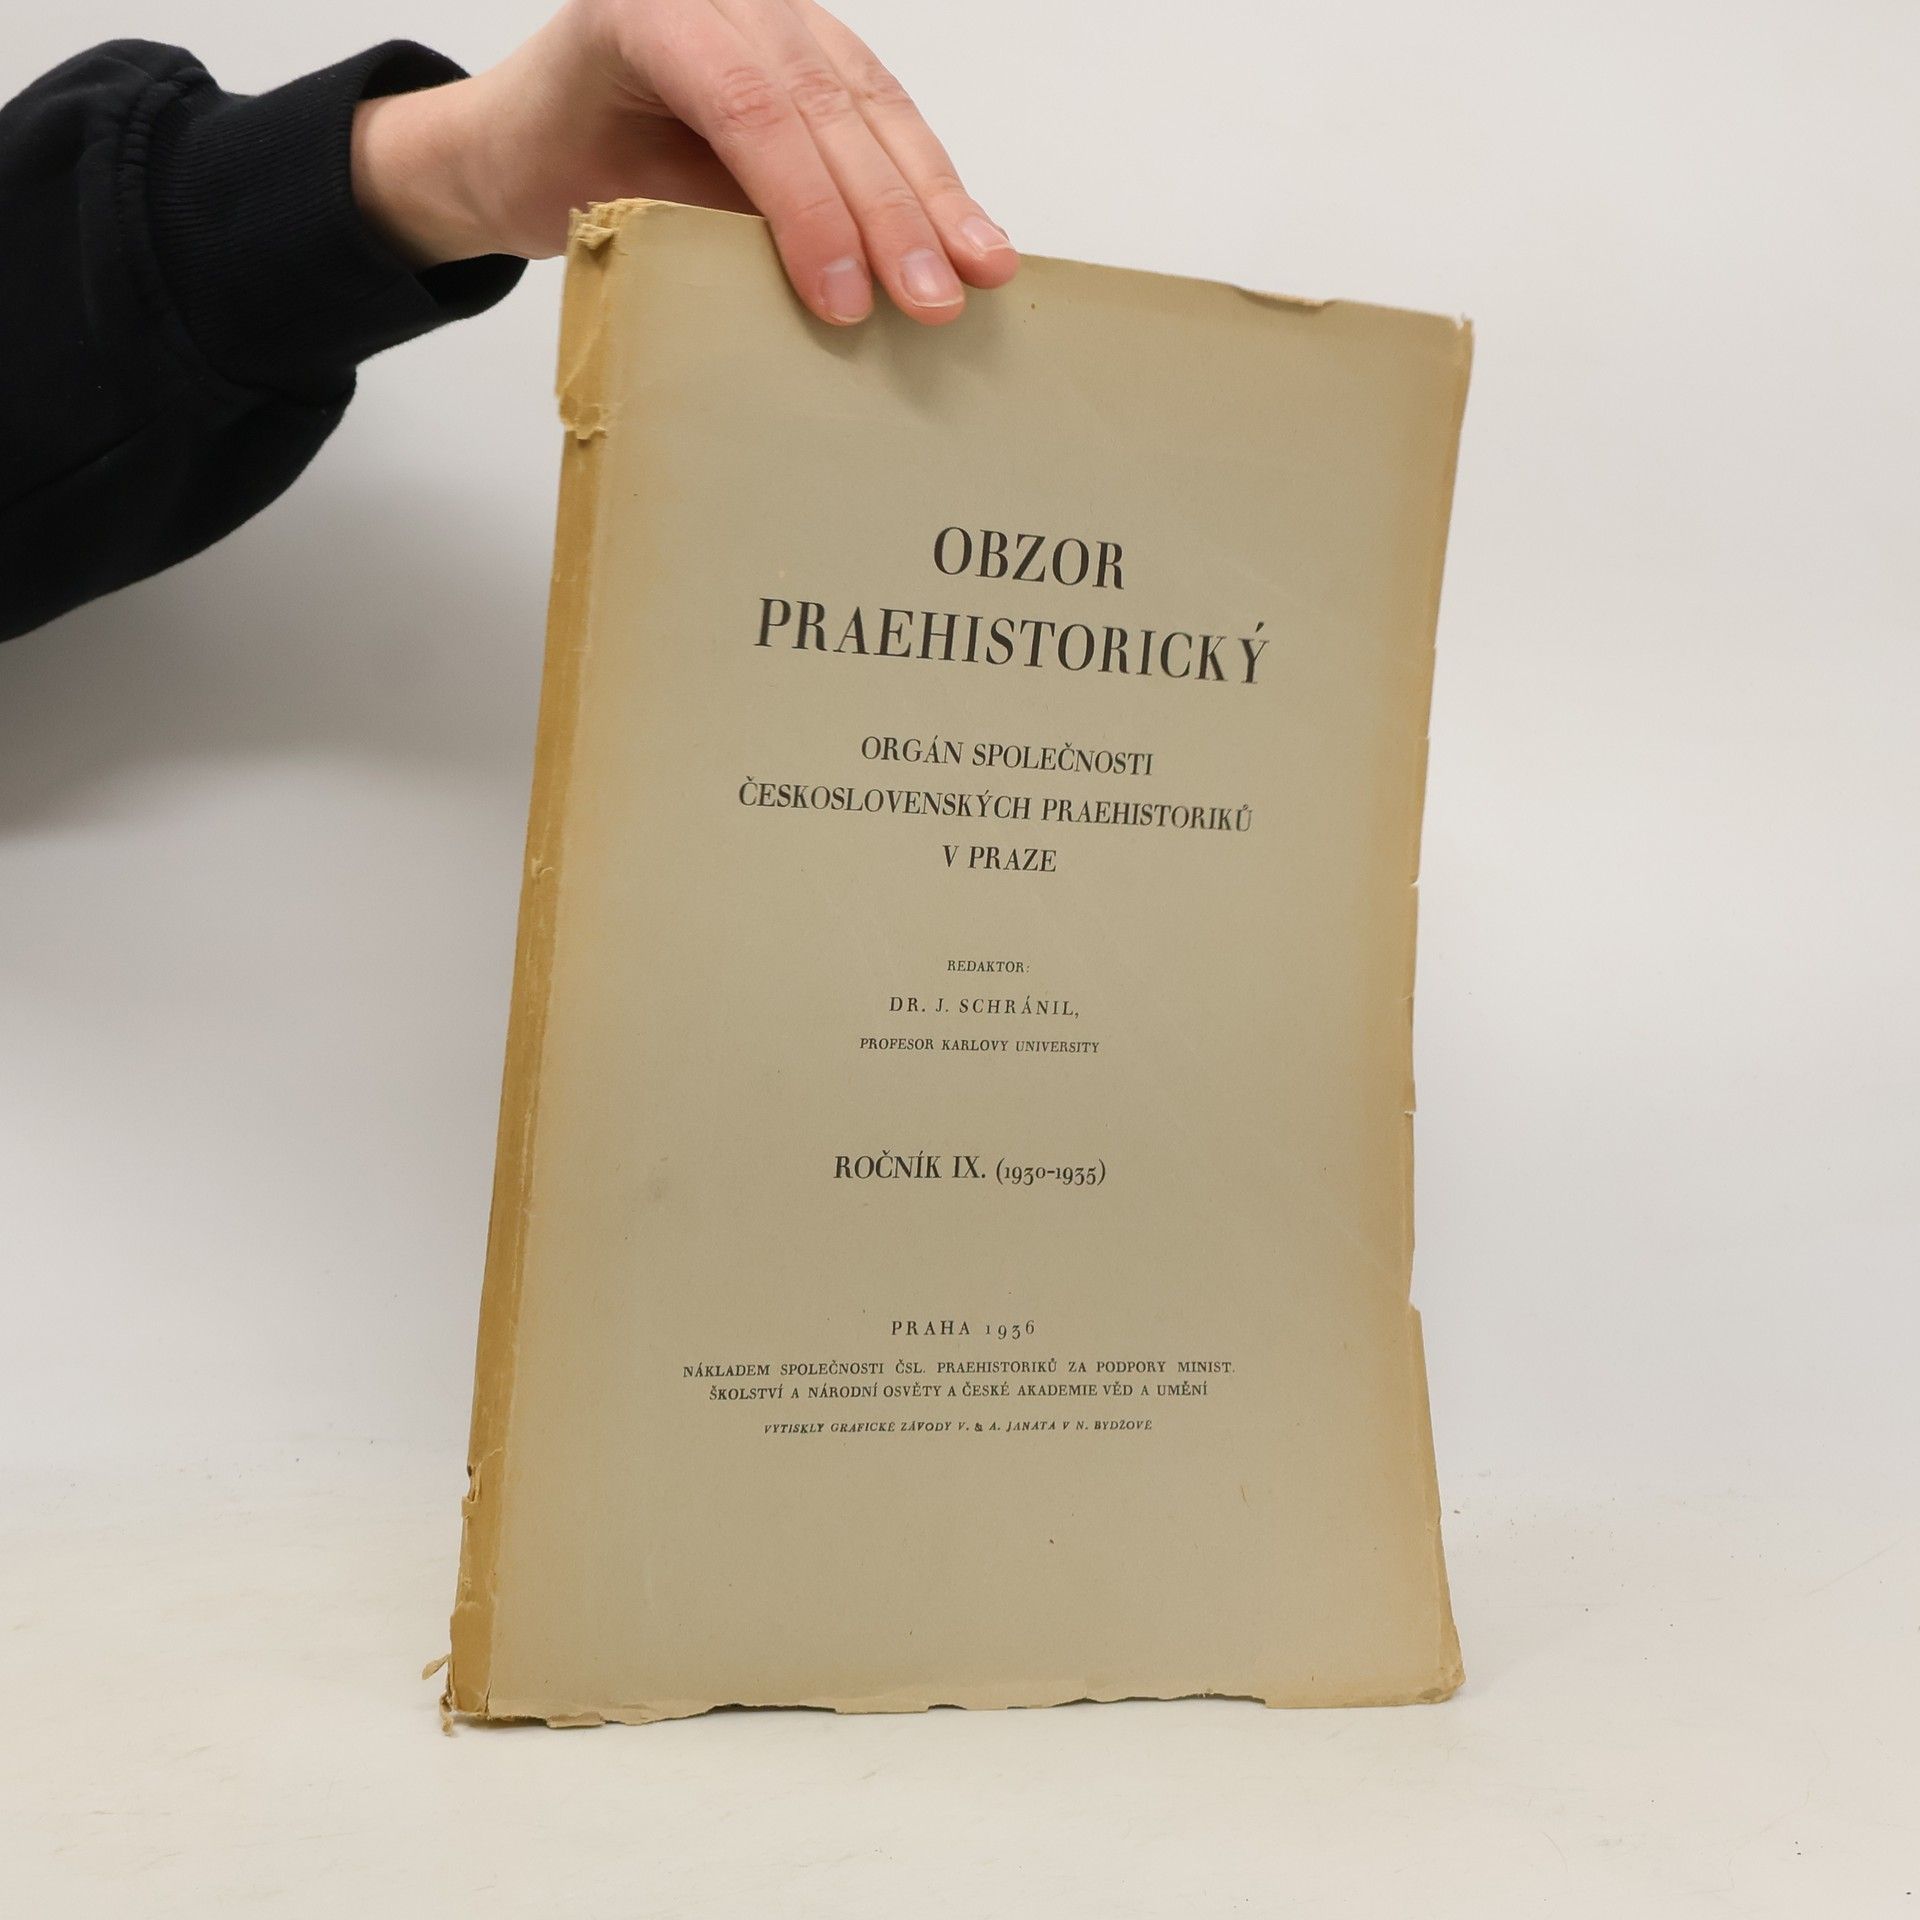 OBZOR
PRAEHISTORICKÝ
ORGÁN SPOLEČNOSTI
ČESKOSLOVENSKÝCH PRAEHISTORIKŮ
V PRAZE
REDAKTOR:
DR. J. SCHRÁNIL,
PROFESOR KARLOVY UNIVERSITY
ROČNÍK IX. (1930-1935)
PRAHA 1936
NÁKLADEM SPOLEČNOSTI ČSL. PRAEHISTORIKŮ ZA PODPORY MINIST.
ŠKOLSTVÍ A NÁRODNÍ OSVĚTY A ČESKÉ AKADEMIE VĚD A UMĚNÍ
VYTISKLY GRAFICKÉ ZÁVODY V. & A. JANATA V N. BYDŽOVĚ